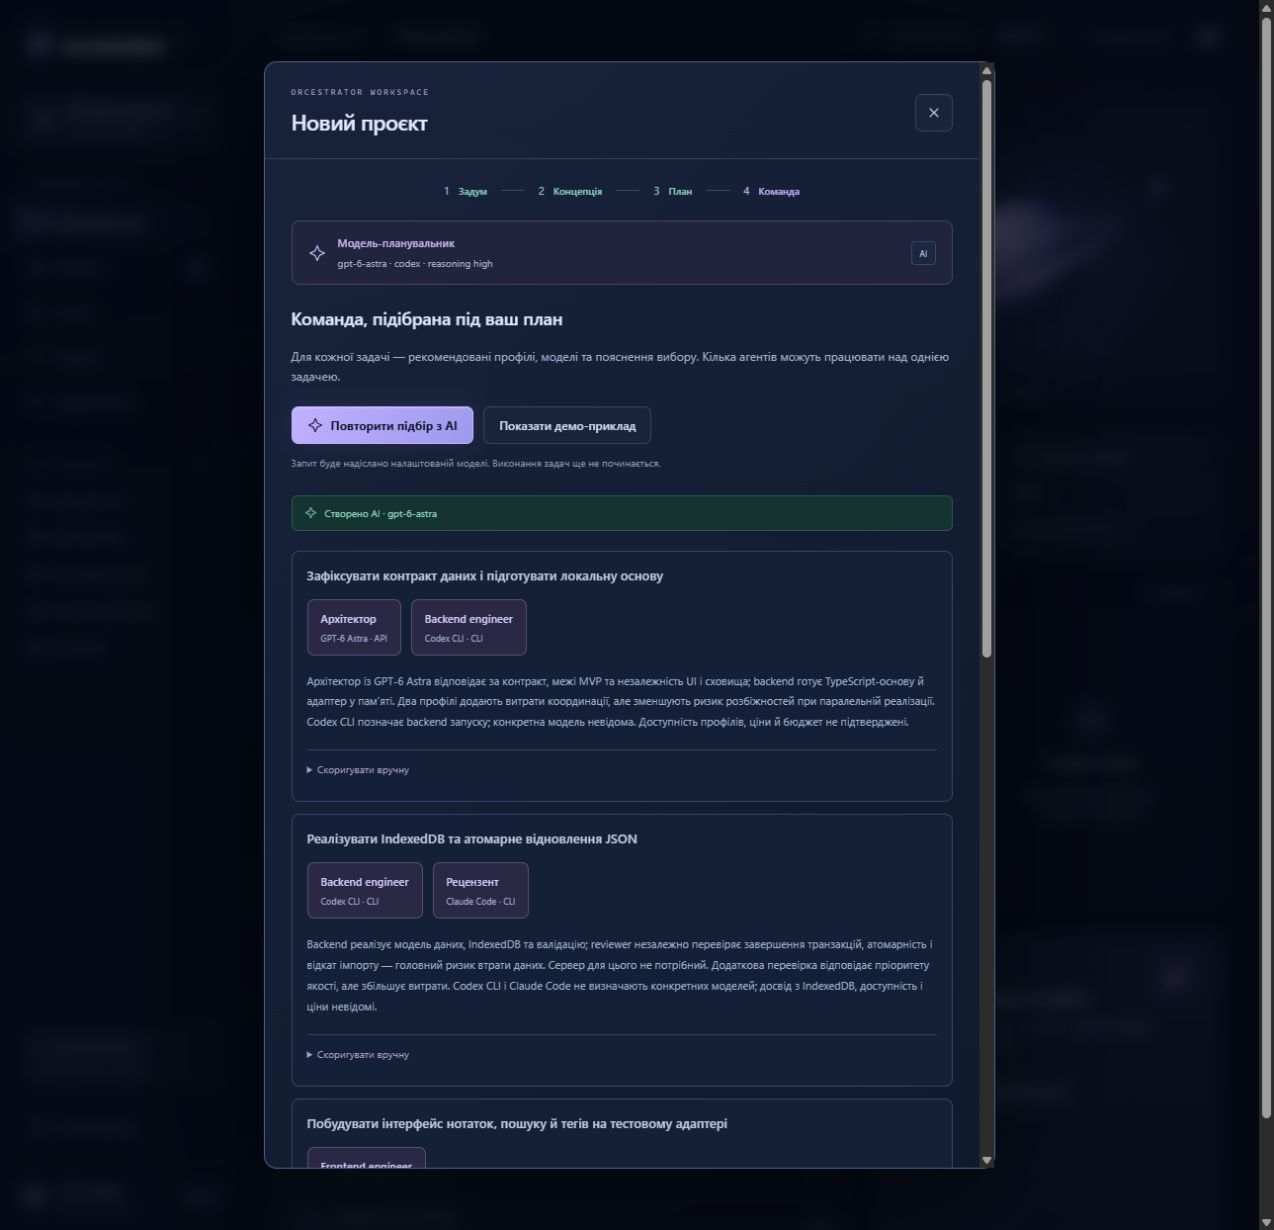 ORCESTRATOR WORKSPACE
Новий проєкт
1 Задум 2 Концепція 3 План 4 Команда
Модель-планувальник
gpt-6-astra · codex · reasoning high
AI
Команда, підібрана під ваш план
Для кожної задачі — рекомендовані профілі, моделі та пояснення вибору. Кілька агентів можуть працювати над однією
задачею.
Повторити підбір з AI
Показати демо-приклад
Запит буде надіслано налаштованій моделі. Виконання задач ще не починається.
Створено AI · gpt-6-astra
Зафіксувати контракт даних і підготувати локальну основу
Архітектор
GPT-6 Astra · API
Backend engineer
Codex CLI · CLI
Архітектор із GPT-6 Astra відповідає за контракт, межі MVP та незалежність UI і сховища; backend готує TypeScript-основу й
адаптер у пам’яті. Два профілі додають витрати координації, але зменшують ризик розбіжностей при паралельній реалізації.
Codex CLI позначає backend запуску; конкретна модель невідома. Доступність профілів, ціни й бюджет не підтверджені.
Скоригувати вручну
Реалізувати IndexedDB та атомарне відновлення JSON
Backend engineer
Codex CLI · CLI
Рецензент
Claude Code · CLI
Backend реалізує модель даних, IndexedDB та валідацію; reviewer незалежно перевіряє завершення транзакцій, атомарність і
відкат імпорту — головний ризик втрати даних. Сервер для цього не потрібний. Додаткова перевірка відповідає пріоритету
якості, але збільшує витрати. Codex CLI і Claude Code не визначають конкретних моделей; досвід з IndexedDB, доступність і
ціни невідомі.
Скоригувати вручну
Побудувати інтерфейс нотаток, пошуку й тегів на тестовому адаптері
Frontend engineer